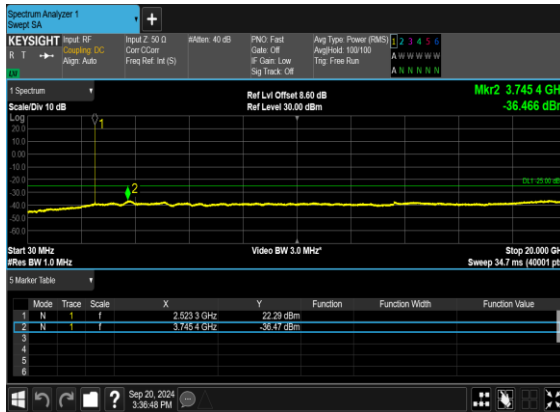 Spectrum Analyzer 1
Swept SA
KEYSIGHT
R T
Input: RF
Coupling: DC
Align: Auto
Input Z: 50 Ω
Corr CCorr
Freq Ref: Int (S)
#Atten: 40 dB
PNO: Fast
Gate: Off
IF Gain: Low
Sig Track: Off
Avg Type: Power (RMS)
Avg|Hold: 100/100
Trig: Free Run
1 2 3 4 5 6
A W W W W W
A N N N N N
1 Spectrum
Scale/Div 10 dB
Ref Lvl Offset 8.60 dB
Ref Level 30.00 dBm
Mkr2 3.745 4 GH
-36.466 dBm
Log
20.0
10.0
0.00
-10.0
-20.0
-30.0
-40.0
-50.0
-60.0
1
2
DL1 -25.00 dB
Start 30 MHz
#Res BW 1.0 MHz
Video BW 3.0 MHz*
Stop 20.000 GH
Sweep 34.7 ms (40001 pt
5 Marker Table
Mode Trace Scale X Y Function Function Width Function Value
1 N 1 f 2.523 3 GHz 22.29 dBm
2 N 1 f 3.745 4 GHz -36.47 dBm
3
4
5
6
?
Sep 20, 2024
3:36:48 PM